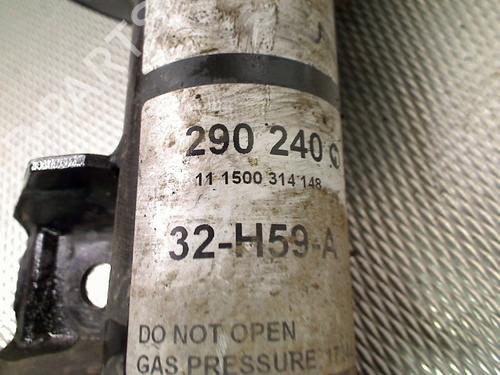 290 240
11 1500 314 148
32-H59-A
DO NOT OPEN
GAS PRESSURE